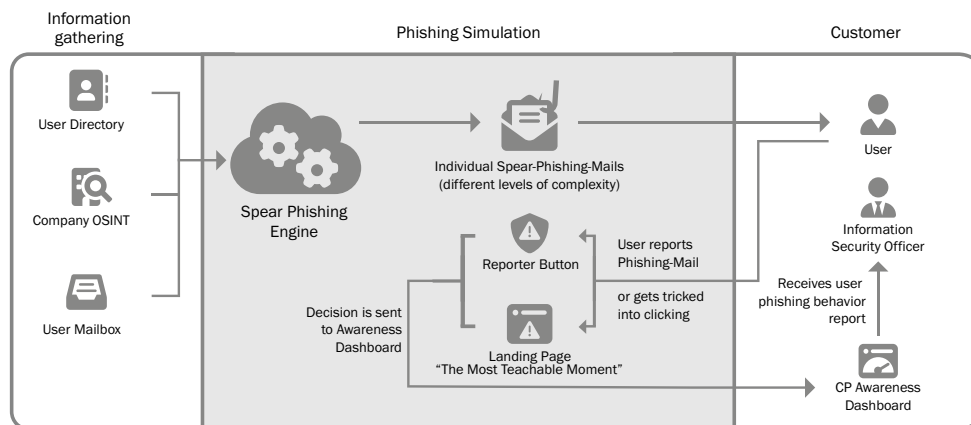 Information
gathering
Phishing Simulation
Customer
User Directory
Company OSINT
User Mailbox
Spear Phishing
Engine
Individual Spear-Phishing-Mails
(different levels of complexity)
User
Information
Security Officer
Reporter Button
User reports
Phishing-Mail
or gets tricked
into clicking
Receives user
phishing behavior
report
Decision is sent
to Awareness
Dashboard
Landing Page
“The Most Teachable Moment”
CP Awareness
Dashboard